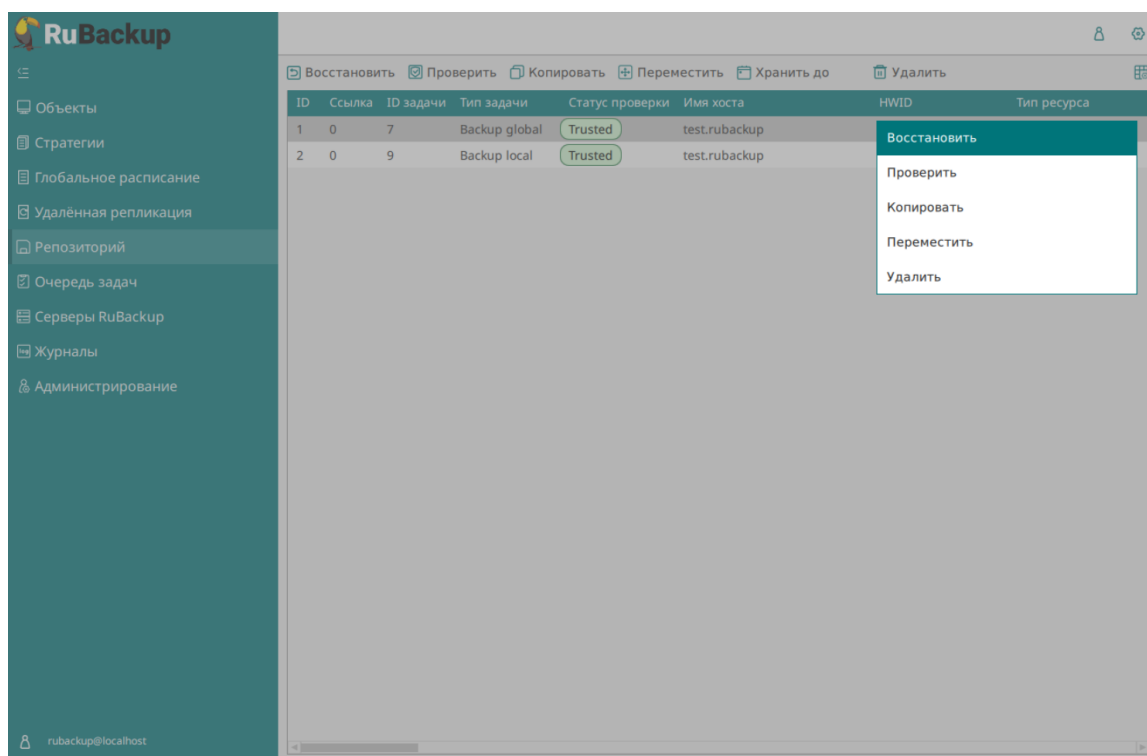 RuBackup
Объекты
Стратегии
Глобальное расписание
Удалённая репликация
Репозиторий
Очередь задач
Серверы RuBackup
Журналы
Администрирование
rubackup@localhost
Восстановить Проверить Копировать Переместить Хранить до Удалить
ID Ссылка ID задачи Тип задачи Статус проверки Имя хоста HWID Тип ресурса
1 0 7 Backup global Trusted test.rubackup
2 0 9 Backup local Trusted test.rubackup
Восстановить
Проверить
Копировать
Переместить
Удалить